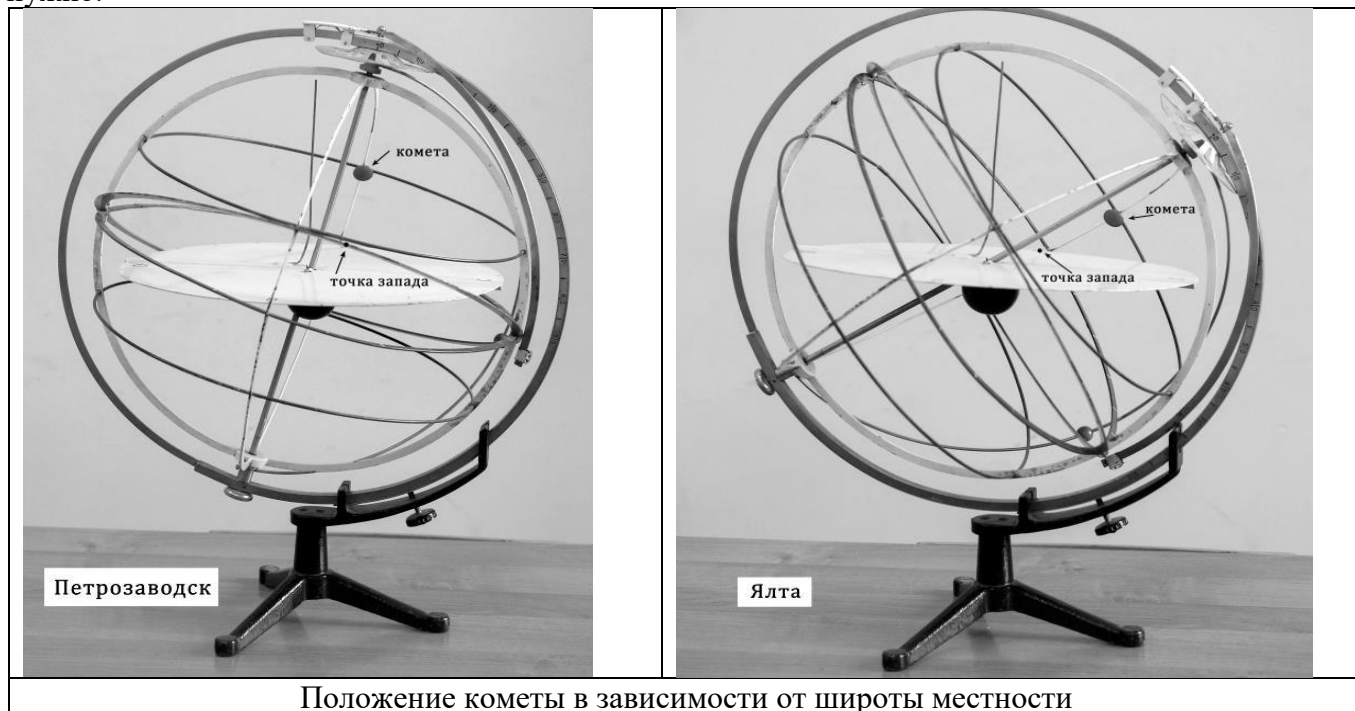 комета
точка запада
Петрозаводск
комета
точка запада
Ялта
Положение кометы в зависимости от широты местности